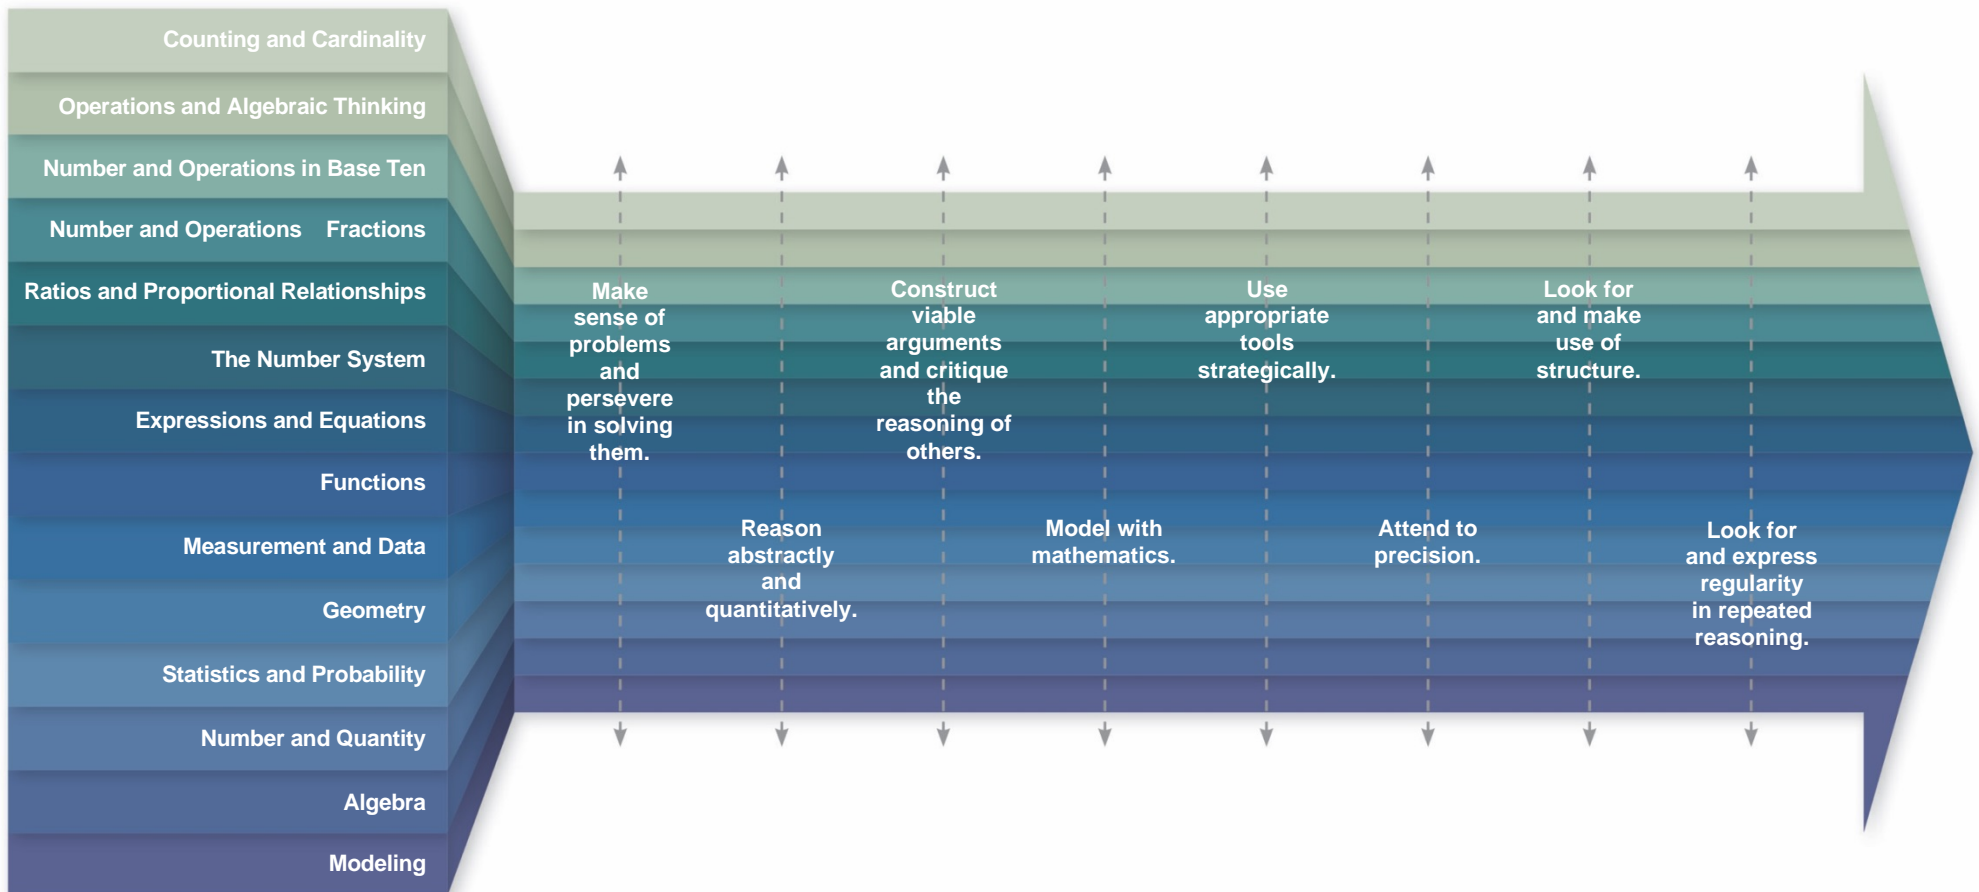 Counting and Cardinality
Operations and Algebraic Thinking
Number and Operations in Base Ten
Number and Operations Fractions
Ratios and Proportional Relationships
The Number System
Expressions and Equations
Functions
Measurement and Data
Geometry
Statistics and Probability
Number and Quantity
Algebra
Modeling
Make
sense of
problems
and
persevere
in solving
them.
Reason
abstractly
and
quantitatively.
Construct
viable
arguments
and critique
the
reasoning of
others.
Model with
mathematics.
Use
appropriate
tools
strategically.
Attend to
precision.
Look for
and make
use of
structure.
Look for
and express
regularity
in repeated
reasoning.